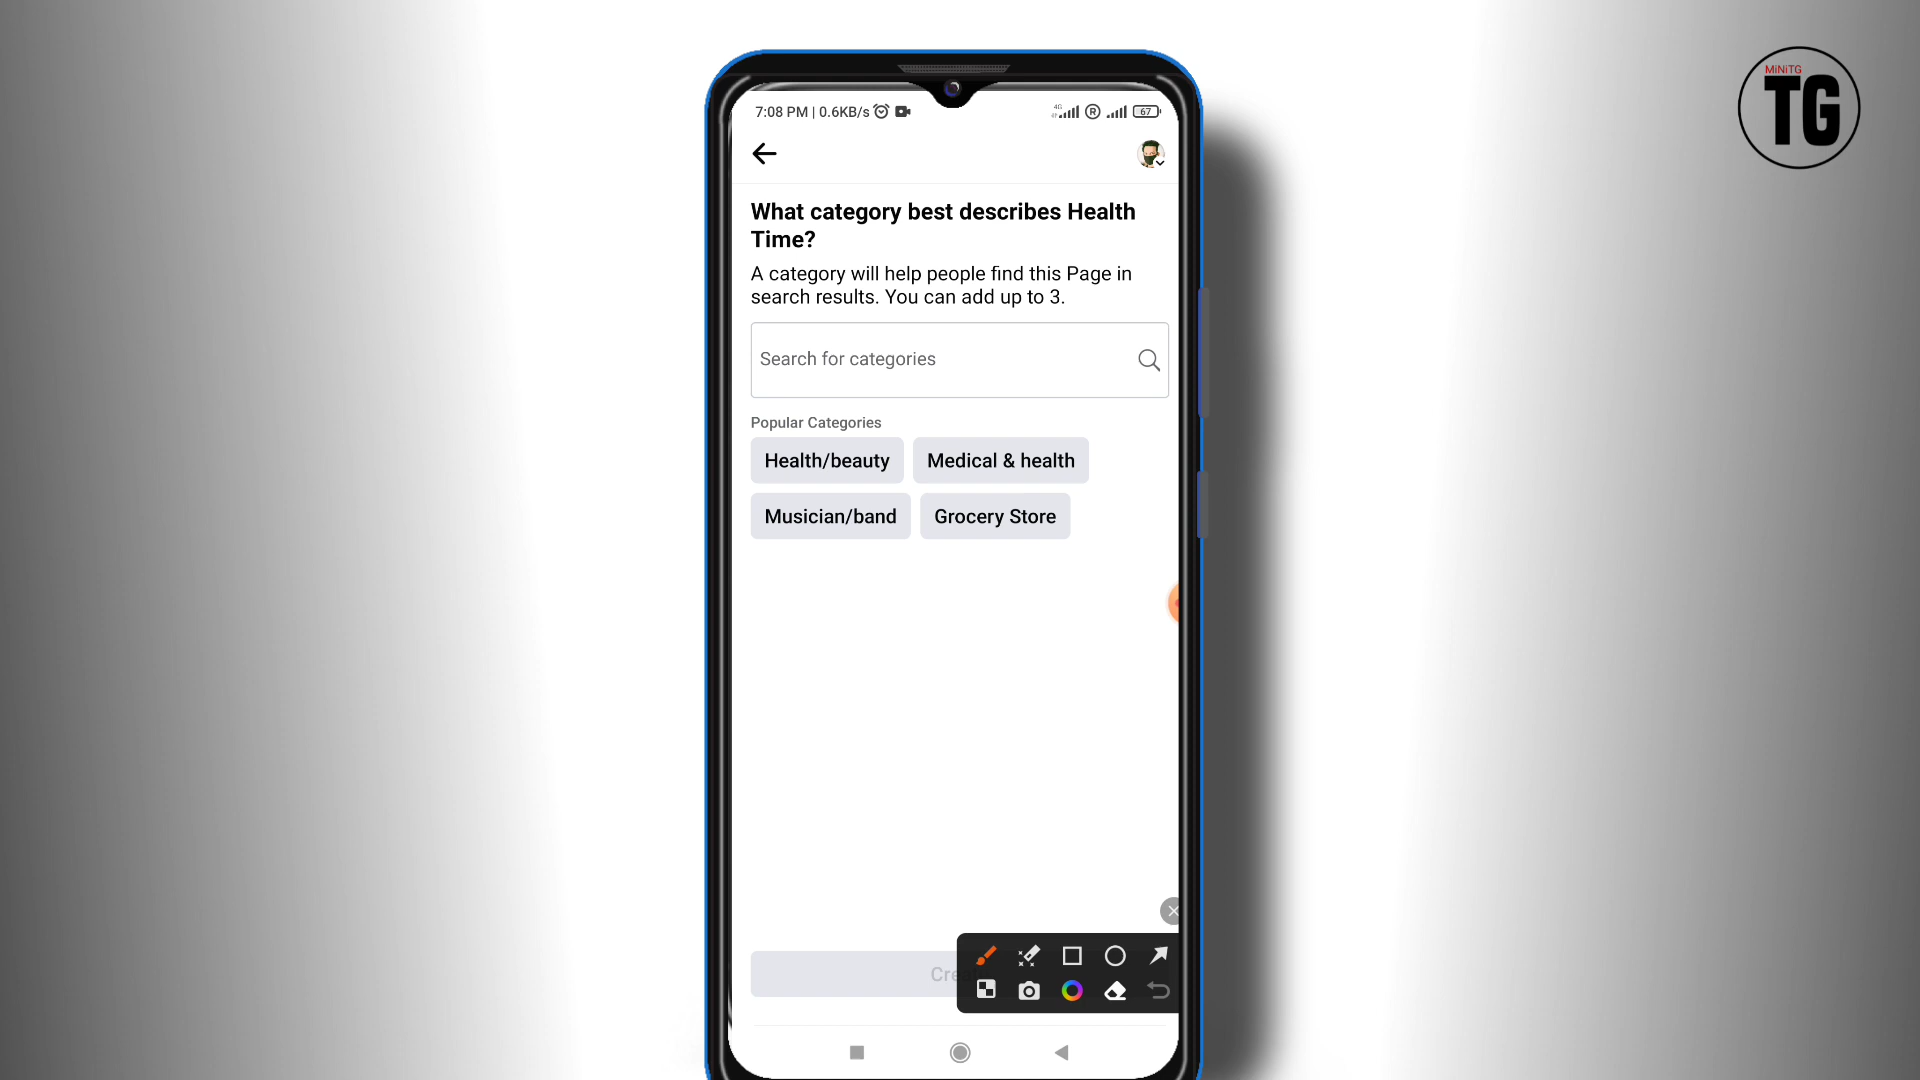 MiNiTG
TG
7:08 PM | 0.6KB/s
4G
R
67
What category best describes Health
Time?
A category will help people find this Page in
search results. You can add up to 3.
Search for categories
Popular Categories
Health/beauty
Medical & health
Musician/band
Grocery Store